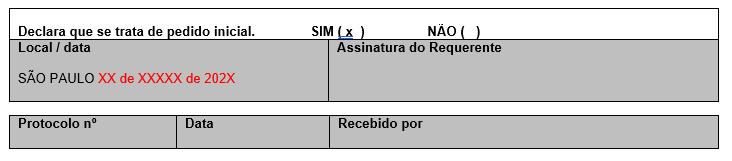 Declara que se trata de pedido inicial. SIM ( x ) NÃO ( )
Local / data Assinatura do Requerente
SÃO PAULO XX de XXXXX de 202X
Protocolo nº Data Recebido por